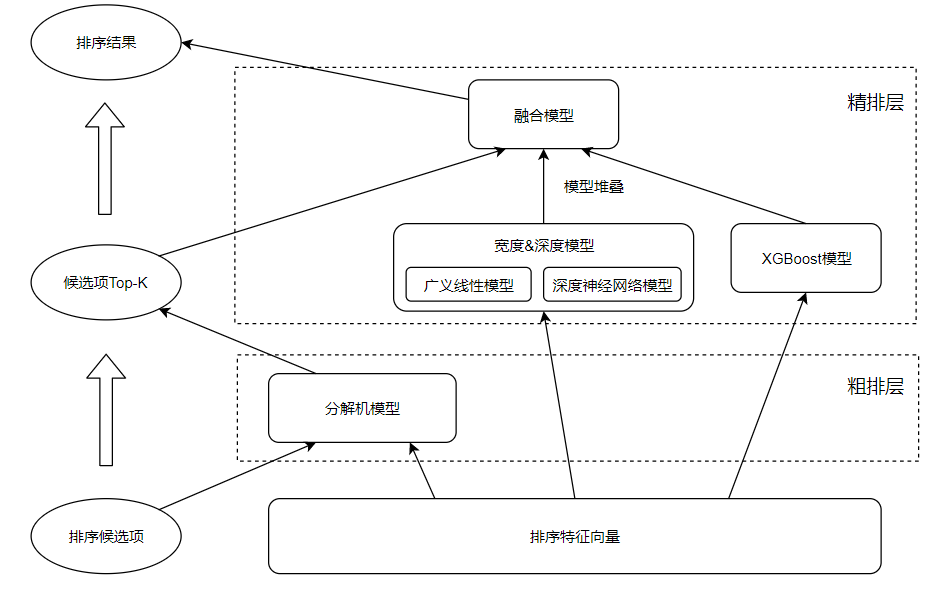 排序结果
精排层
融合模型
模型堆叠
宽度&深度模型
XGBoost模型
候选项Top-K
广义线性模型
深度神经网络模型
粗排层
分解机模型
排序候选项
排序特征向量